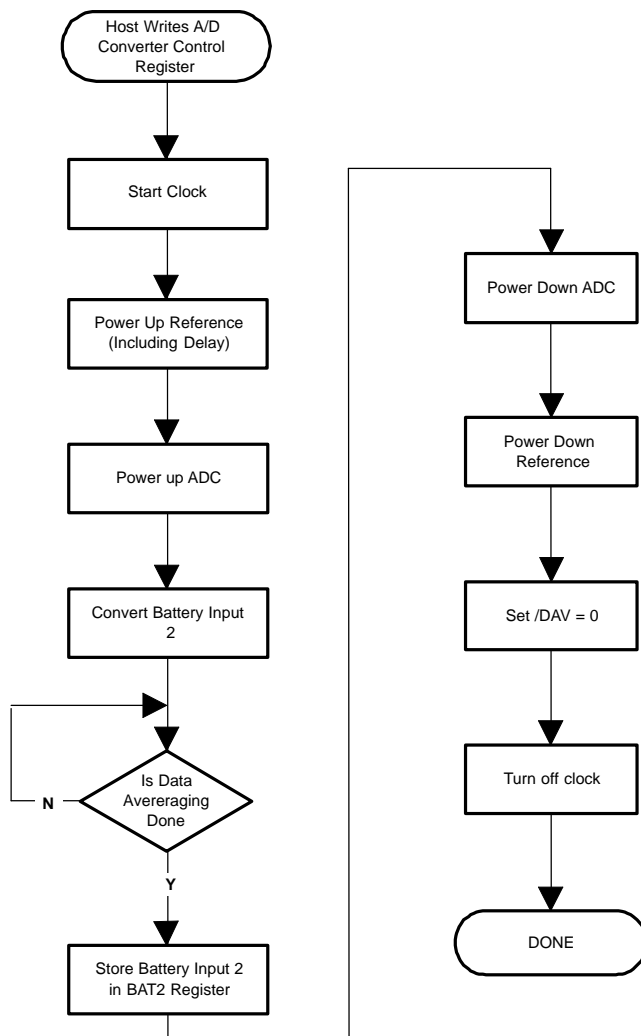 Host Writes A/D
Converter Control
Register
Start Clock
Power Up Reference
(Including Delay)
Power up ADC
Convert Battery Input
2
Is Data
Avereraging
Done
N
Y
Store Battery Input 2
in BAT2 Register
Power Down ADC
Power Down
Reference
Set /DAV = 0
Turn off clock
DONE